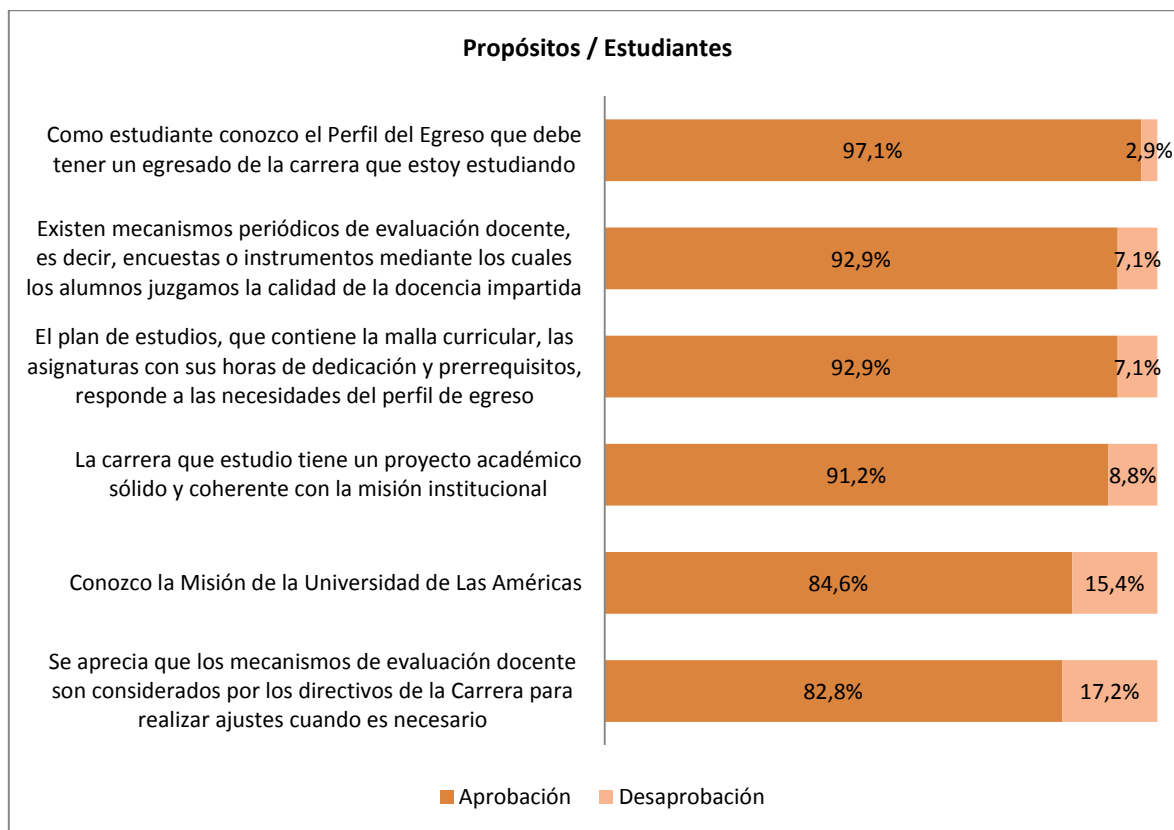 Propósitos / Estudiantes
Como estudiante conozco el Perfil del Egreso que debe
tener un egresado de la carrera que estoy estudiando
97,1%
2,9%
Existen mecanismos periódicos de evaluación docente,
es decir, encuestas o instrumentos mediante los cuales
los alumnos juzgamos la calidad de la docencia impartida
92,9%
7,1%
El plan de estudios, que contiene la malla curricular, las
asignaturas con sus horas de dedicación y prerrequisitos,
responde a las necesidades del perfil de egreso
92,9%
7,1%
La carrera que estudio tiene un proyecto académico
sólido y coherente con la misión institucional
91,2%
8,8%
Conozco la Misión de la Universidad de Las Américas
84,6%
15,4%
Se aprecia que los mecanismos de evaluación docente
son considerados por los directivos de la Carrera para
realizar ajustes cuando es necesario
82,8%
17,2%
Aprobación
Desaprobación